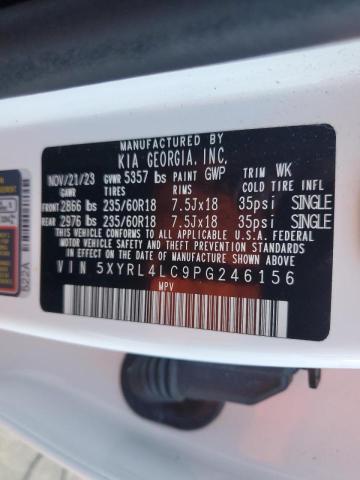 MANUFACTURED BY
KIA GEORGIA, INC.
NOV/21/23 GVWR 5357 lbs PAINT GWP TRIM WK
GAWR TIRES RIMS COLD TIRE INFL
FRONT 2866 lbs 235/60R18 7.5Jx18 35psi SINGLE
REAR 2976 lbs 235/60R18 7.5Jx18 35psi SINGLE
THIS VEHICLE CONFORMS TO ALL APPLICABLE U.S.A. FEDERAL
MOTOR VEHICLE SAFETY, BUMPER, AND THEFT PREVENTION
STANDARDS IN EFFECT ON THE DATE OF MANUFACTURE SHOWN ABOVE
VIN 5XYRL4LC9PG246156
MPV